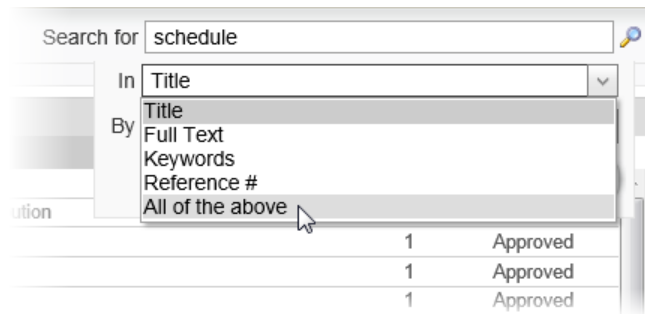 Search for schedule
In Title
Title
By Full Text
Keywords
Reference #
All of the above
ution
1 Approved
1 Approved
1 Approved